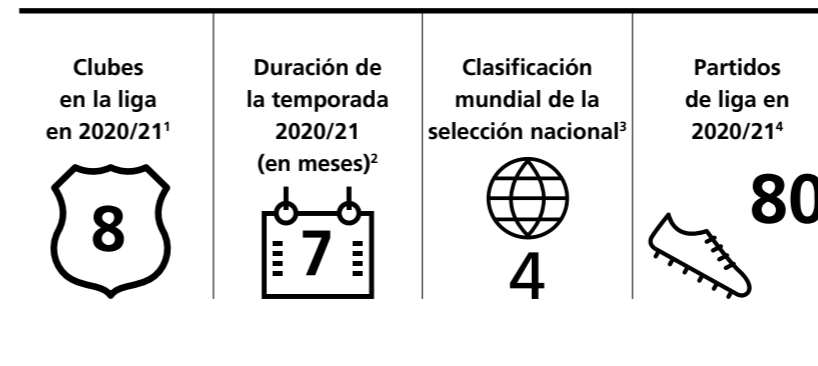 Clubes
en la liga
en 2020/21¹
8
Duración de
la temporada
2020/21
(en meses)²
7
Clasificación
mundial de la
selección nacional³
4
Partidos
de liga en
2020/21⁴
80